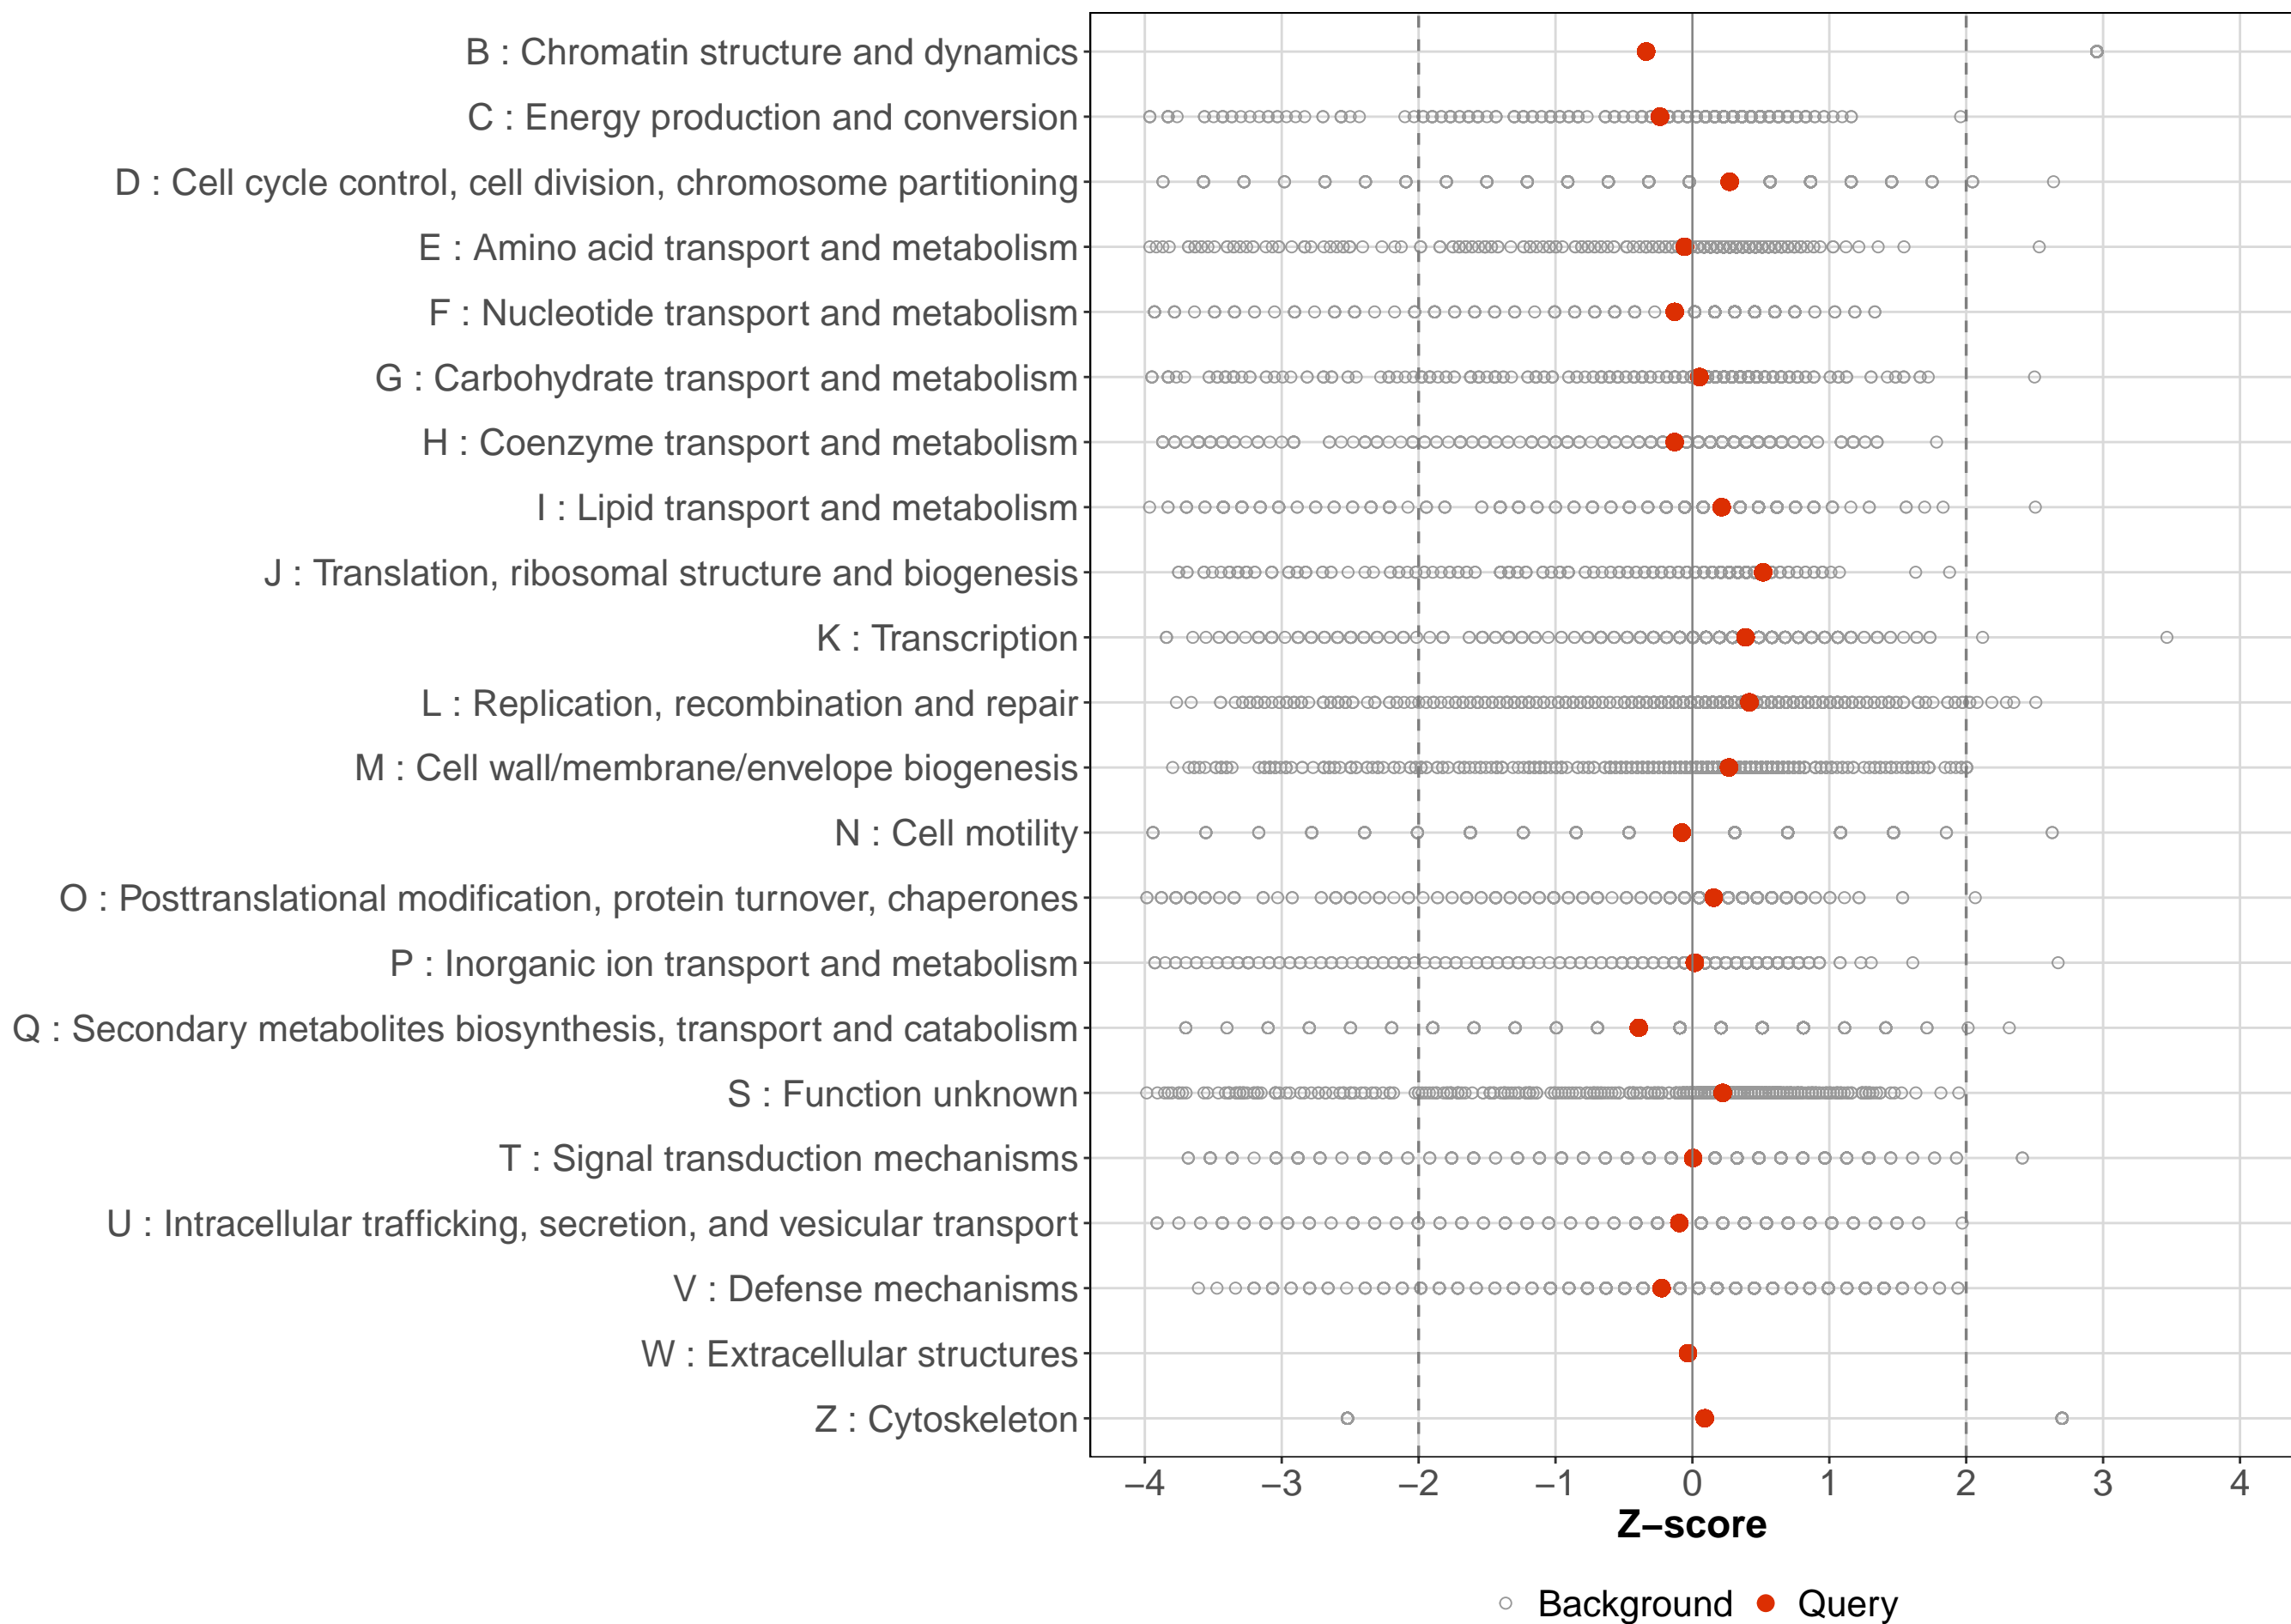 B : Chromatin structure and dynamics
C : Energy production and conversion
D : Cell cycle control, cell division, chromosome partitioning
E : Amino acid transport and metabolism
F : Nucleotide transport and metabolism
G : Carbohydrate transport and metabolism
H : Coenzyme transport and metabolism
I : Lipid transport and metabolism
J : Translation, ribosomal structure and biogenesis
K : Transcription
L : Replication, recombination and repair
M : Cell wall/membrane/envelope biogenesis
N : Cell motility
O : Posttranslational modification, protein turnover, chaperones
P : Inorganic ion transport and metabolism
Q : Secondary metabolites biosynthesis, transport and catabolism
S : Function unknown
T : Signal transduction mechanisms
U : Intracellular trafficking, secretion, and vesicular transport
V : Defense mechanisms
W : Extracellular structures
Z : Cytoskeleton
−4 −3 −2 −1 0 1 2 3 4
Z−score
Background Query